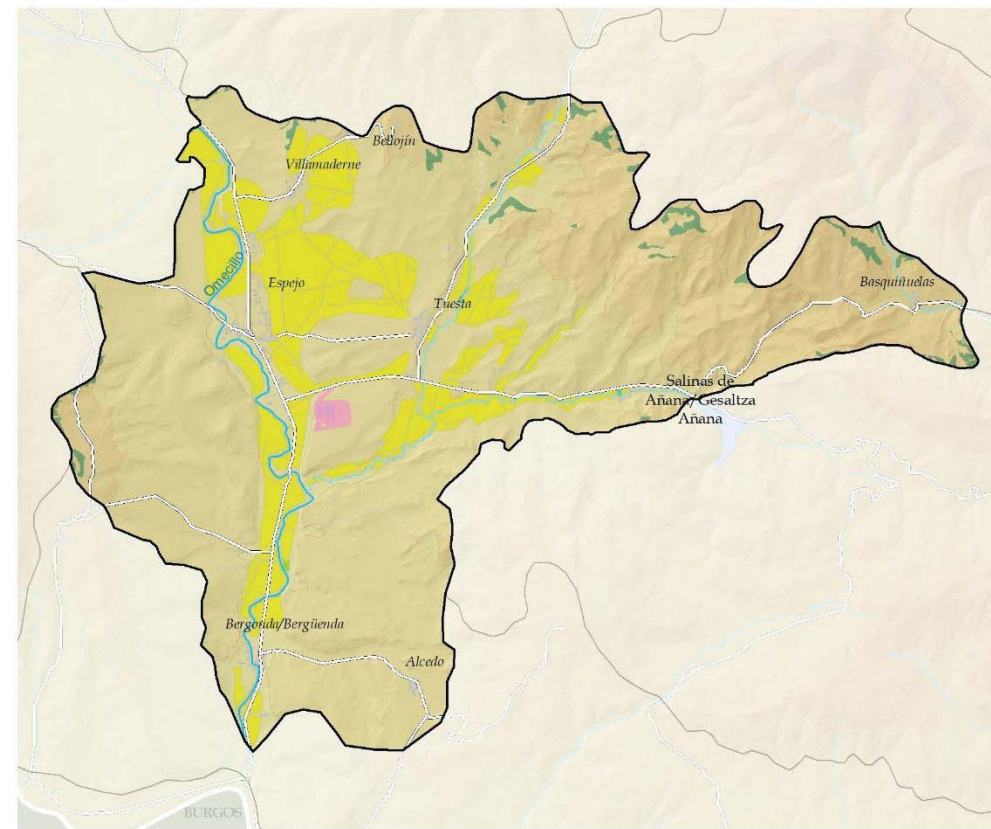 Bellojín
Villamaderne
Omecillo
Espejo
Basquiñuelas
Tuesta
Salinas de
Añana/Gesaltza
Añana
Bergonda/Bergüenda
Alcedo
BURGOS